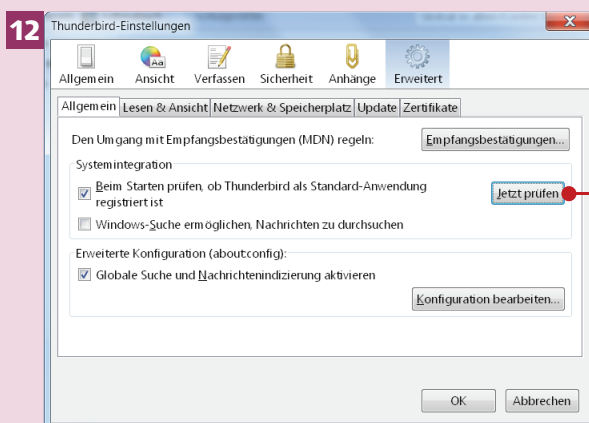 12
Thunderbird-Einstellungen
Allgemein Ansicht Verfassen Sicherheit Anhänge Erweitert
Allgemein Lesen & Ansicht Netzwerk & Speicherplatz Update Zertifikate
Den Umgang mit Empfangsbestätigungen (MDN) regeln: Empfangsbestätigungen...
Systemintegration
Beim Starten prüfen, ob Thunderbird als Standard-Anwendung
registriert ist
Jetzt prüfen
Windows-Suche ermöglichen, Nachrichten zu durchsuchen
Erweiterte Konfiguration (about:config):
Globale Suche und Nachrichtenindizierung aktivieren
Konfiguration bearbeiten...
OK Abbrechen